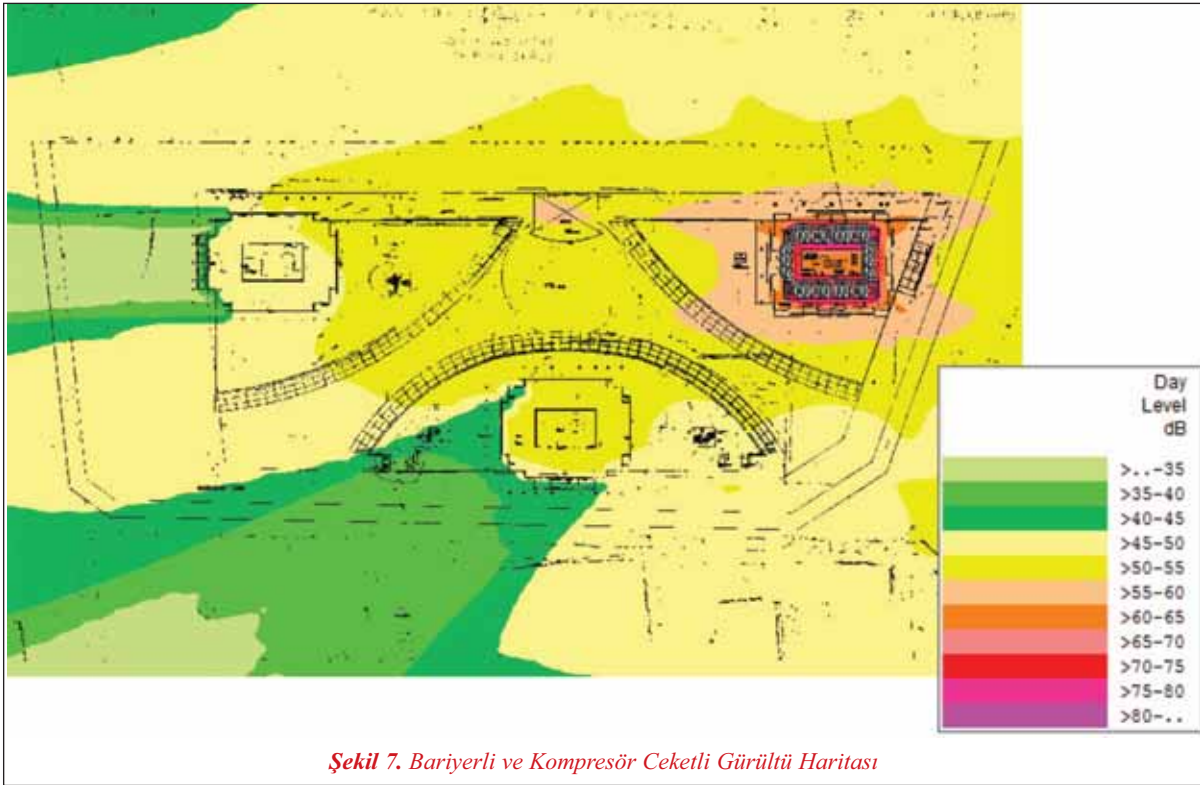 Day
Level
dB
>..-35
>35-40
>40-45
>45-50
>50-55
>55-60
>60-65
>65-70
>70-75
>75-80
>80-..
Şekil 7. Bariyerli ve Kompresör Ceketli Gürültü Haritası